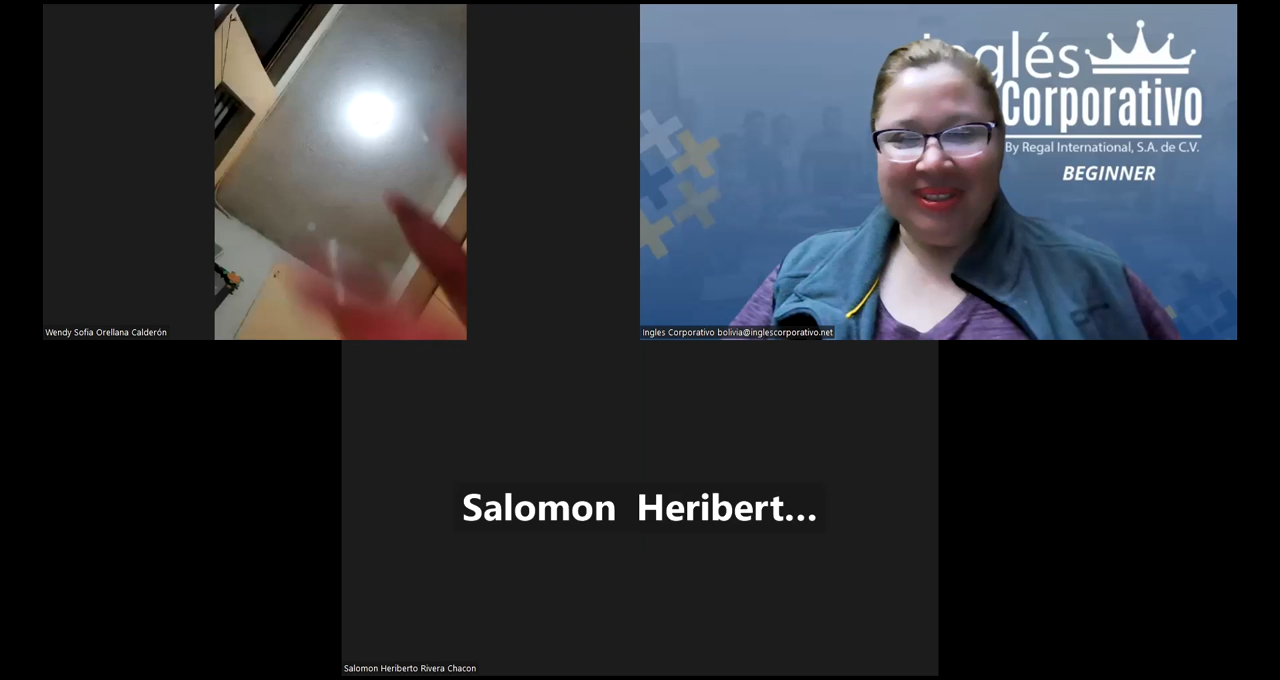 Inglés
Corporativo
By Regal International, S.A. de C.V.
BEGINNER
Wendy Sofia Orellana Calderón
Ingles Corporativo bolivia@inglescorporativo.net
Salomon Heribert...
Salomon Heriberto Rivera Chacon